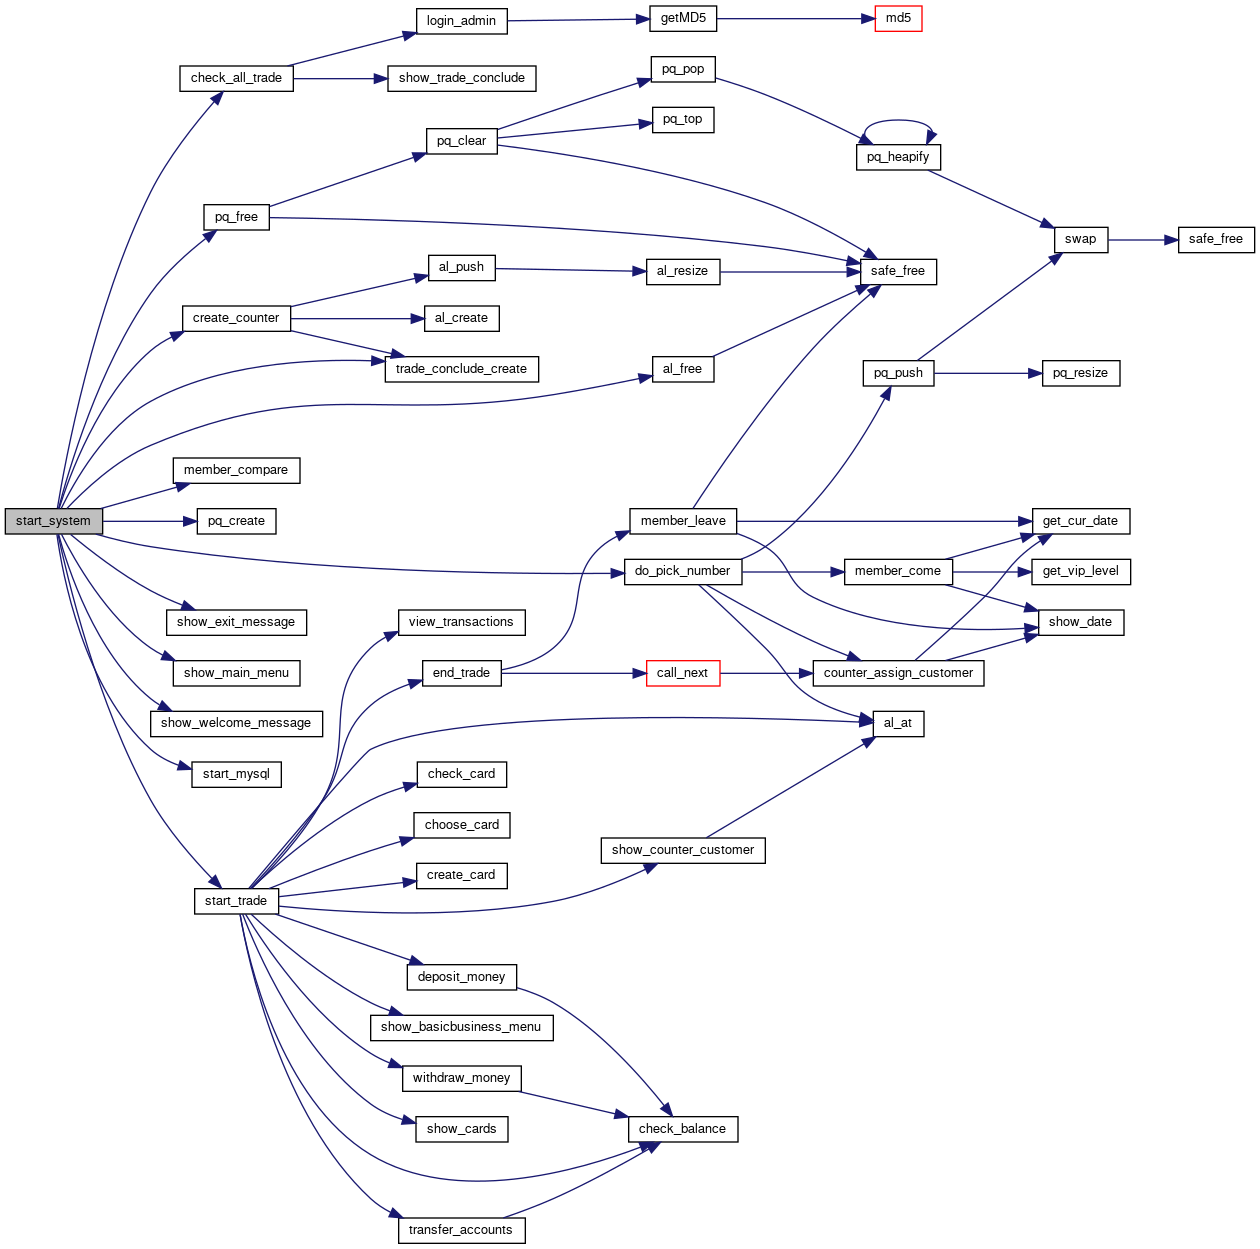 login_admin
getMD5
md5
check_all_trade
show_trade_conclude
pq_pop
pq_top
pq_clear
pq_heapify
pq_free
swap
safe_free
al_push
al_resize
safe_free
create_counter
al_create
trade_conclude_create
al_free
pq_push
pq_resize
member_compare
start_system
pq_create
member_leave
get_cur_date
do_pick_number
member_come
get_vip_level
show_exit_message
view_transactions
show_date
show_main_menu
end_trade
call_next
counter_assign_customer
show_welcome_message
al_at
start_mysql
check_card
choose_card
show_counter_customer
create_card
start_trade
deposit_money
show_basicbusiness_menu
withdraw_money
show_cards
check_balance
transfer_accounts